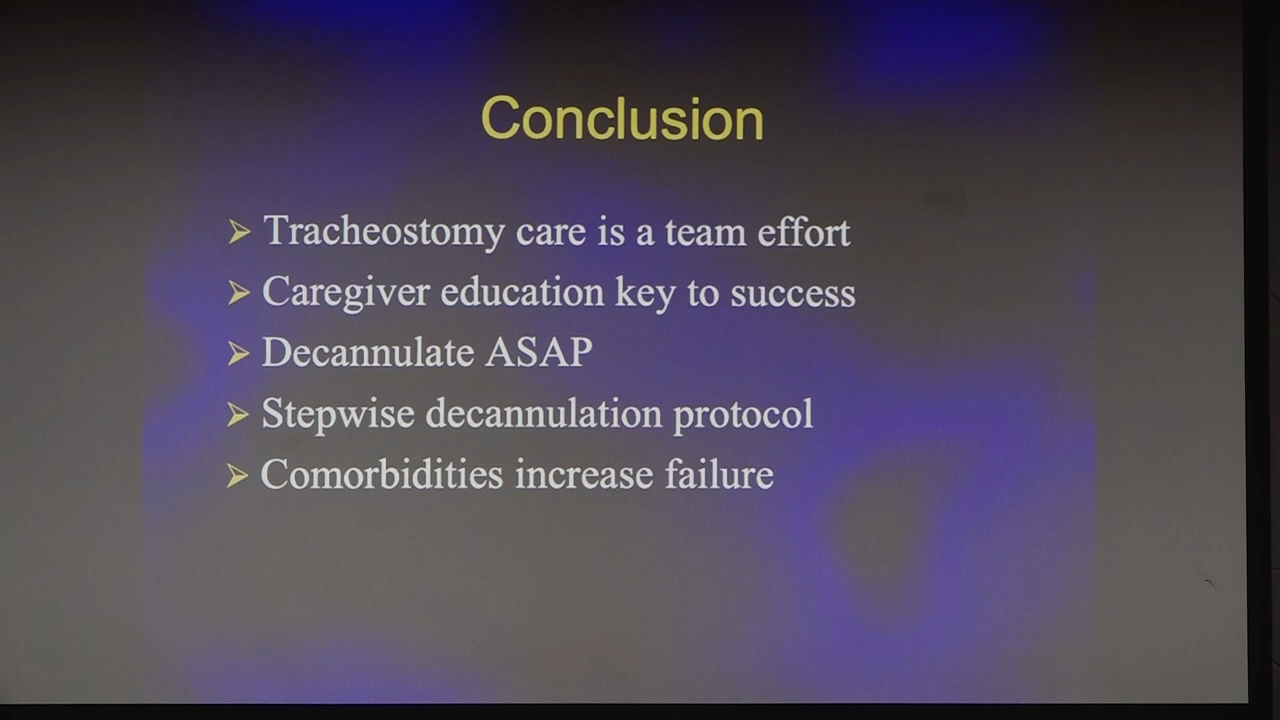 Conclusion
➢ Tracheostomy care is a team effort
➢ Caregiver education key to success
➢ Decannulate ASAP
➢ Stepwise decannulation protocol
➢ Comorbidities increase failure